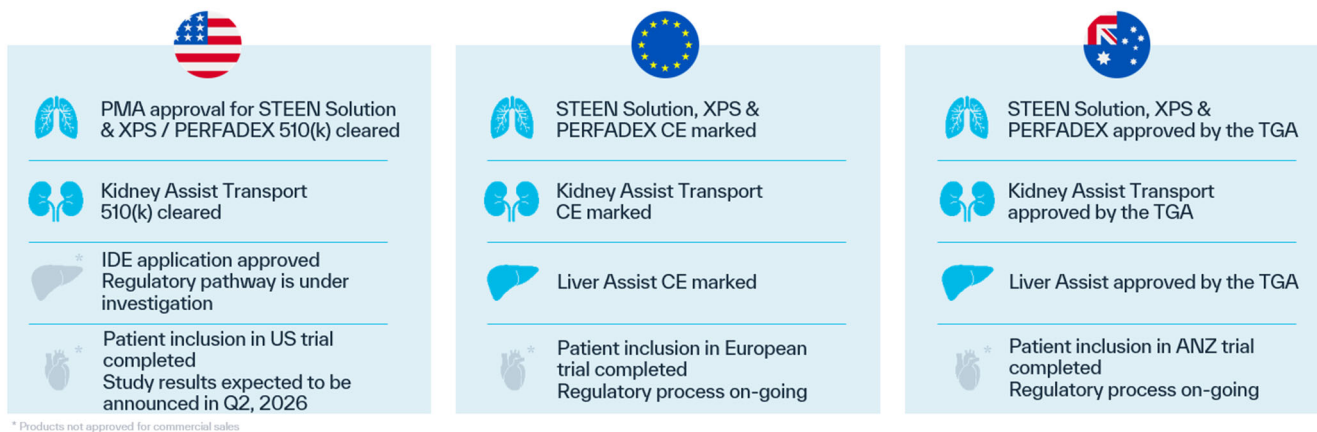 PMA approval for STEEN Solution
& XPS / PERFADEX 510(k) cleared
Kidney Assist Transport
510(k) cleared
*
IDE application approved
Regulatory pathway is under
investigation
*
Patient inclusion in US trial
completed
Study results expected to be
announced in Q2, 2026
STEEN Solution, XPS &
PERFADEX CE marked
Kidney Assist Transport
CE marked
Liver Assist CE marked
*
Patient inclusion in European
trial completed
Regulatory process on-going
STEEN Solution, XPS &
PERFADEX approved by the TGA
Kidney Assist Transport
approved by the TGA
Liver Assist approved by the TGA
*
Patient inclusion in ANZ trial
completed
Regulatory process on-going
* Products not approved for commercial sales